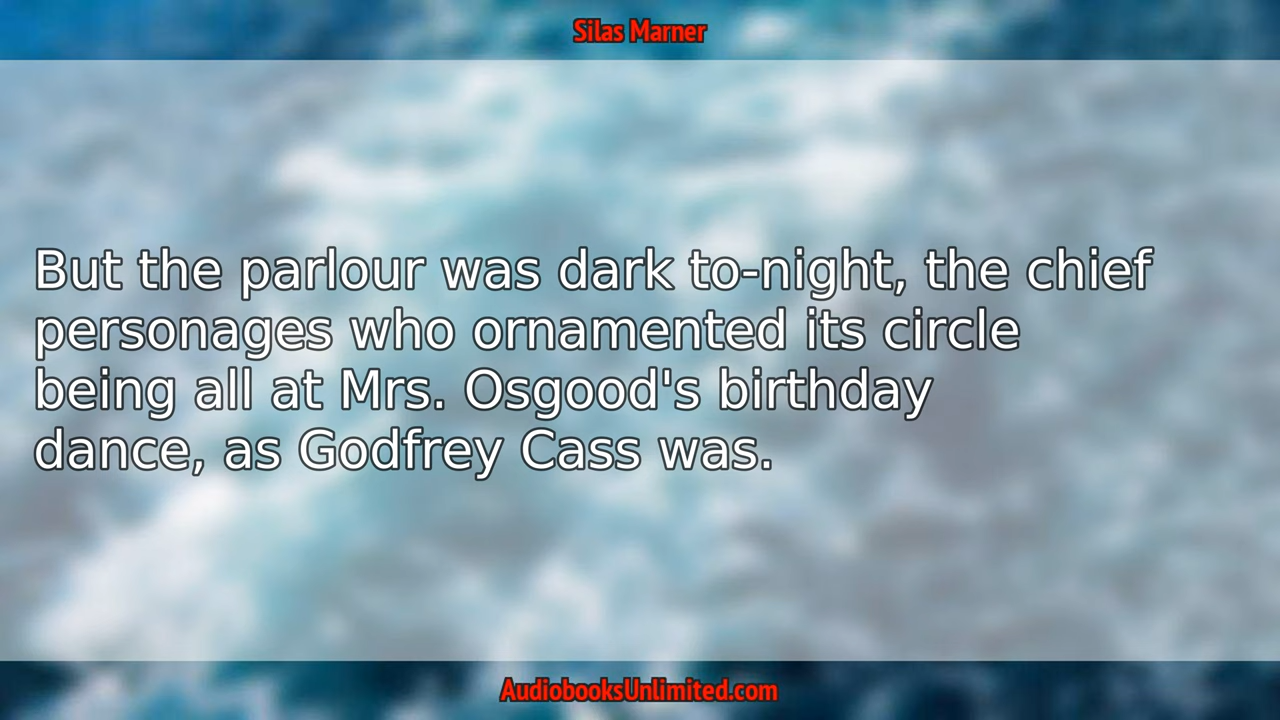 Silas Marner
But the parlour was dark to-night, the chief
personages who ornamented its circle
being all at Mrs. Osgood's birthday
dance, as Godfrey Cass was.
AudiobooksUnlimited.com